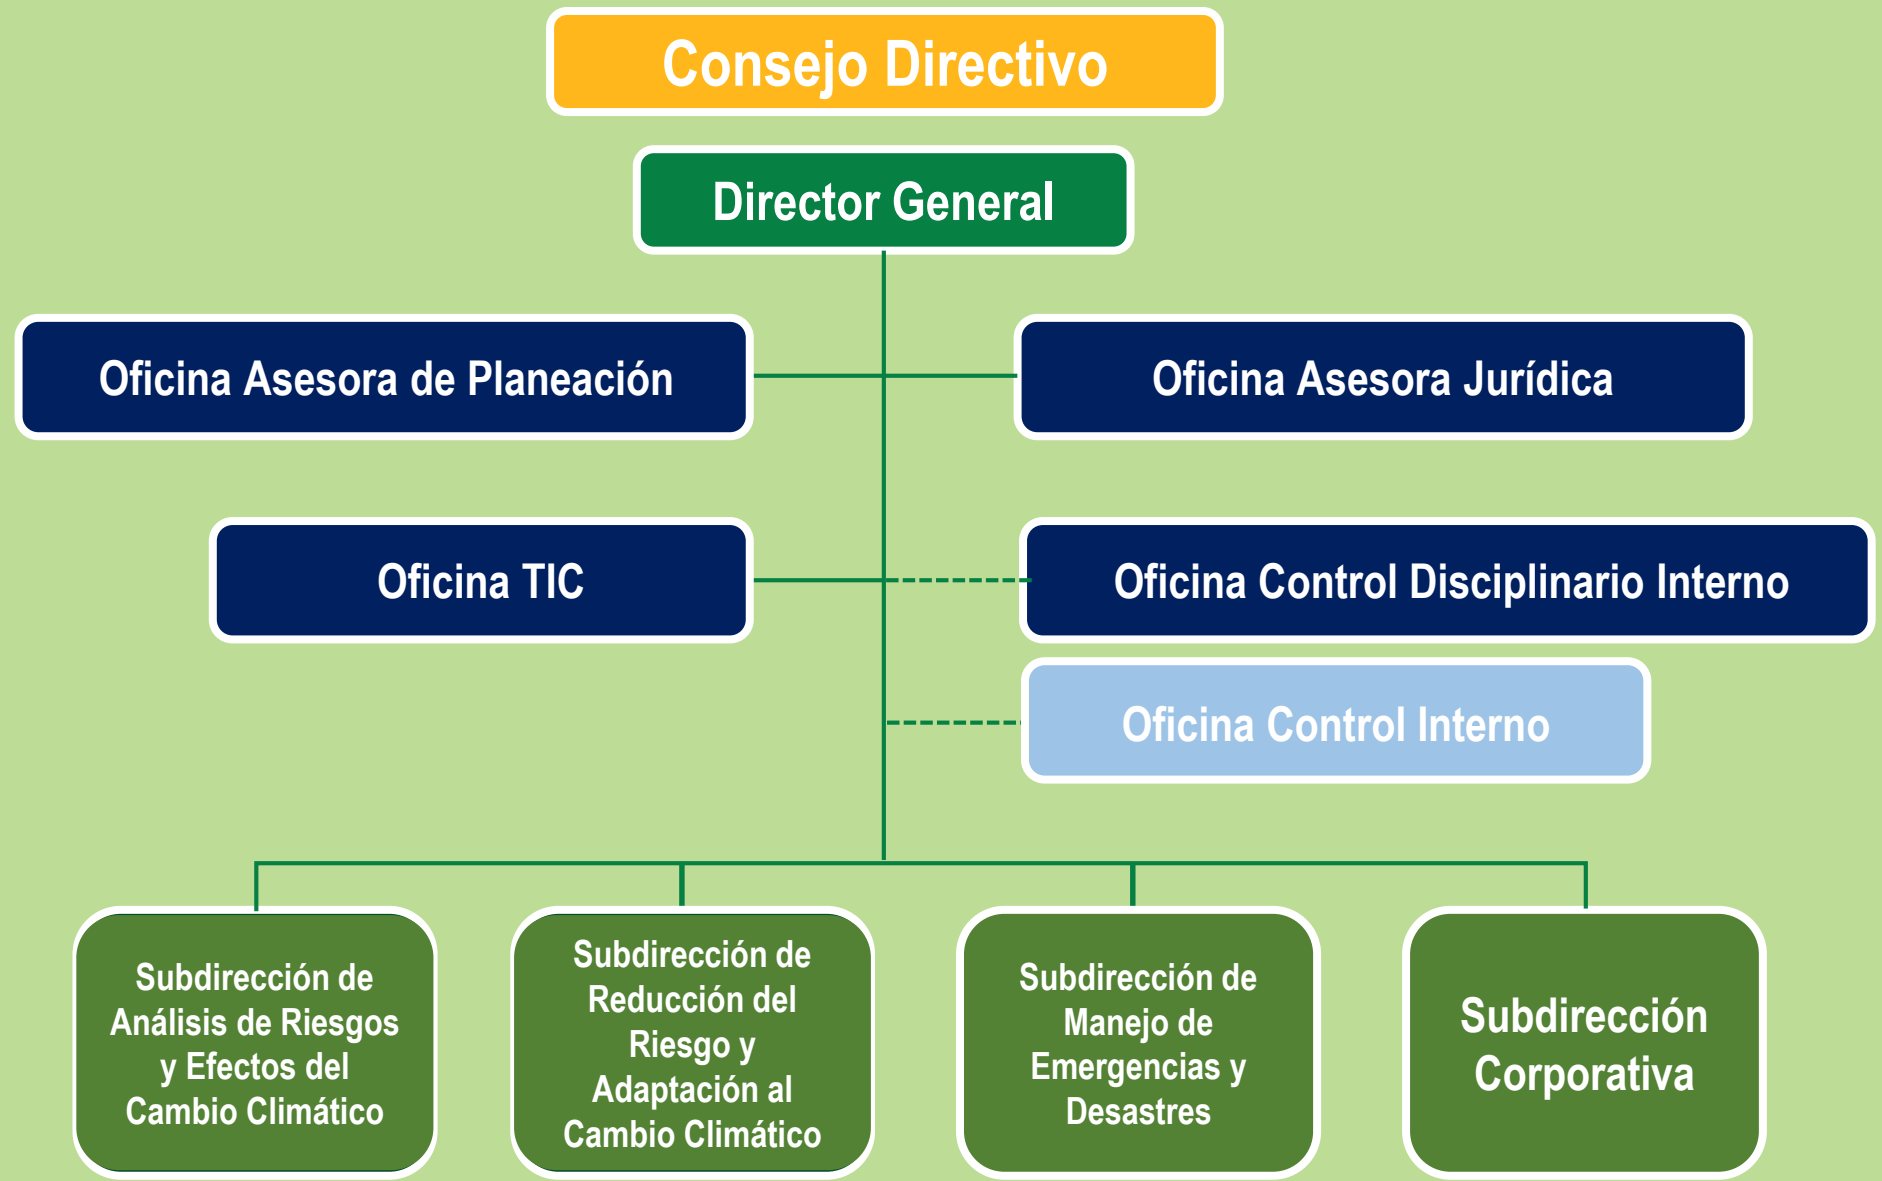 Consejo Directivo
Director General
Oficina Asesora de Planeación
Oficina Asesora Jurídica
Oficina TIC
Oficina Control Disciplinario Interno
Oficina Control Interno
Subdirección de
Análisis de Riesgos
y Efectos del
Cambio Climático
Subdirección de
Reducción del
Riesgo y
Adaptación al
Cambio Climático
Subdirección de
Manejo de
Emergencias y
Desastres
Subdirección
Corporativa